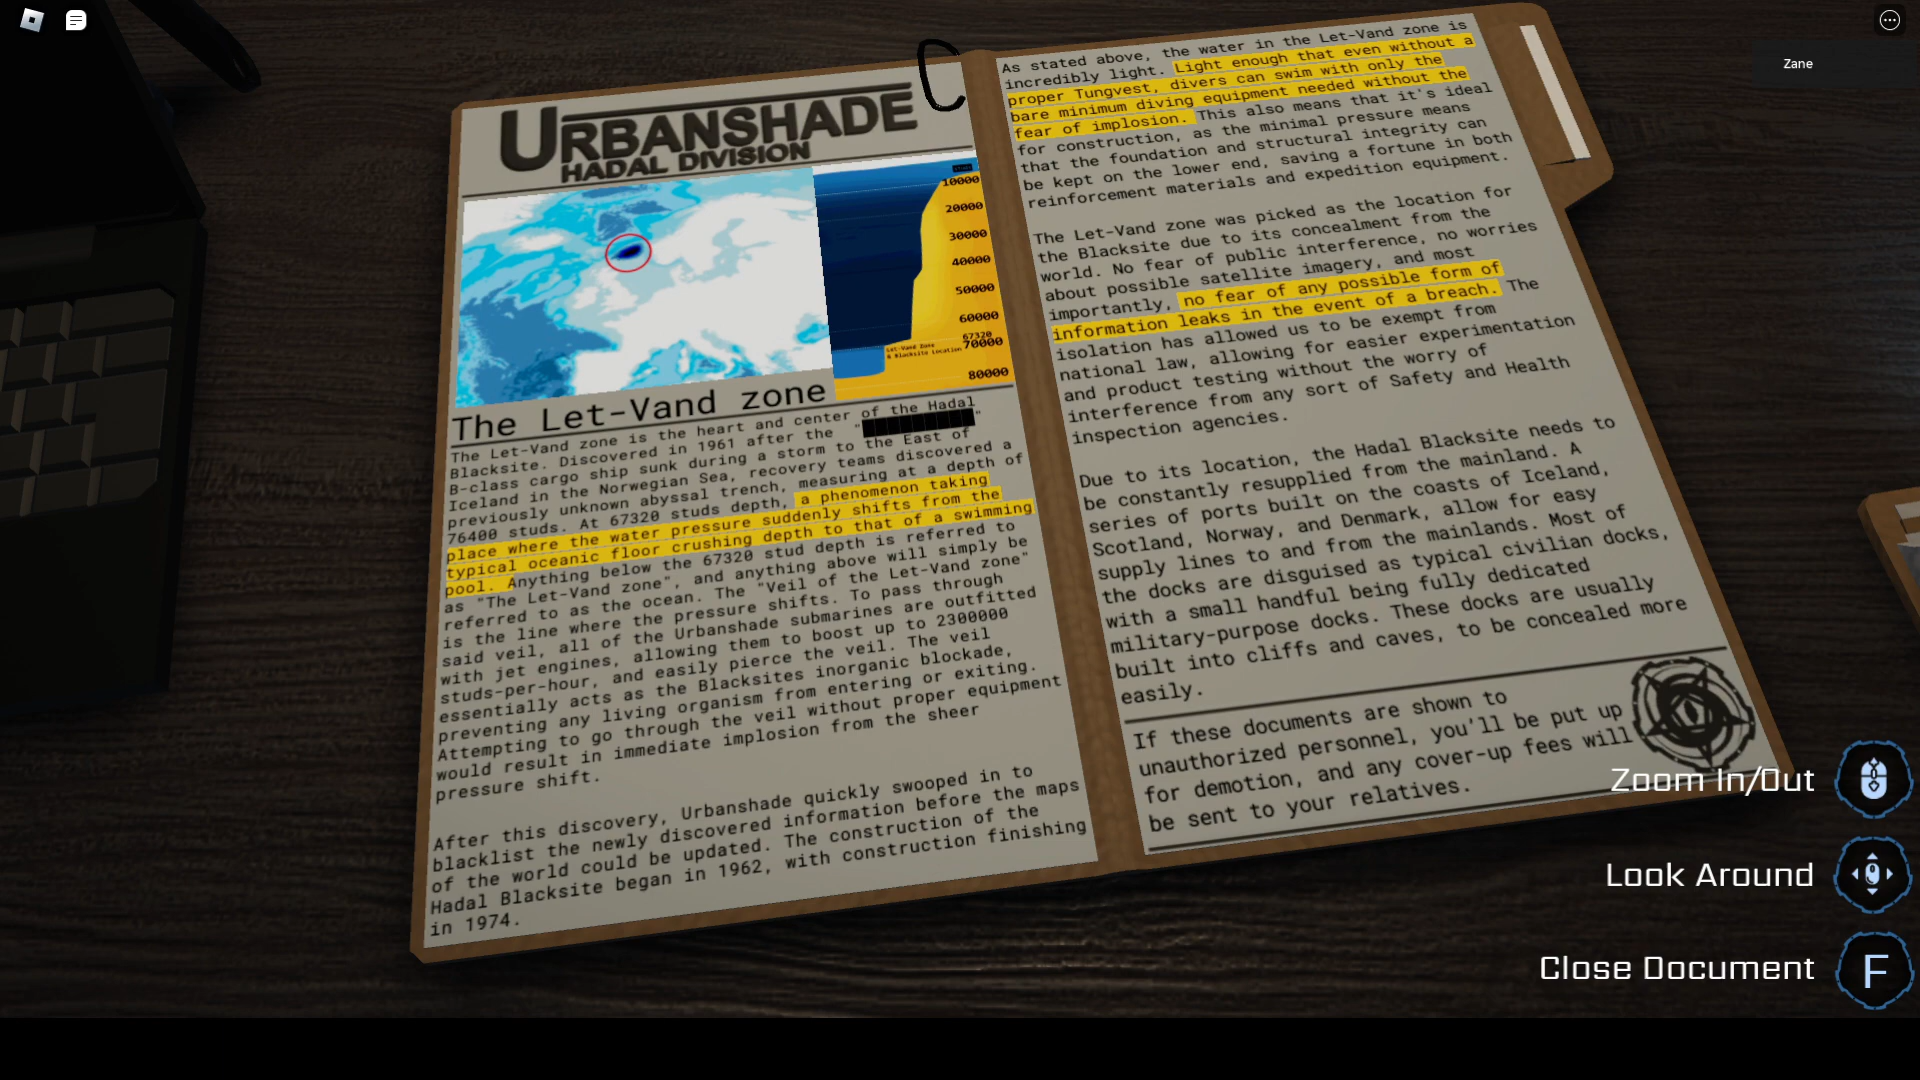 Zane
URBANSHADE
HADAL DIVISION
10000
20000
30000
40000
50000
60000
67320
Let-Vand Zone
& Blacksite Location
70000
80000
The Let-Vand zone
The Let-Vand zone is the heart and center of the Hadal
Blacksite. Discovered in 1961 after the "          "
B-class cargo ship sunk during a storm to the East of
Iceland in the Norwegian Sea, recovery teams discovered a
previously unknown abyssal trench, measuring at a depth of
76400 studs. At 67320 studs depth, a phenomenon taking
place where the water pressure suddenly shifts from the
typical oceanic floor crushing depth to that of a swimming
pool. Anything below the 67320 stud depth is referred to
as "The Let-Vand zone", and anything above will simply be
referred to as the ocean. The "Veil of the Let-Vand zone"
is the line where the pressure shifts. To pass through
said veil, all of the Urbanshade submarines are outfitted
with jet engines, allowing them to boost up to 2300000
studs-per-hour, and easily pierce the veil. The veil
essentially acts as the Blacksites inorganic blockade,
preventing any living organism from entering or exiting.
Attempting to go through the veil without proper equipment
would result in immediate implosion from the sheer
pressure shift.
After this discovery, Urbanshade quickly swooped in to
blacklist the newly discovered information before the maps
of the world could be updated. The construction of the
Hadal Blacksite began in 1962, with construction finishing
in 1974.
As stated above, the water in the Let-Vand zone is
incredibly light. Light enough that even without a
proper Tungvest, divers can swim with only the
bare minimum diving equipment needed without the
fear of implosion. This also means that it's ideal
for construction, as the minimal pressure means
that the foundation and structural integrity can
be kept on the lower end, saving a fortune in both
reinforcement materials and expedition equipment.
The Let-Vand zone was picked as the location for
the Blacksite due to its concealment from the
world. No fear of public interference, no worries
about possible satellite imagery, and most
importantly, no fear of any possible form of
information leaks in the event of a breach. The
isolation has allowed us to be exempt from
national law, allowing for easier experimentation
and product testing without the worry of
interference from any sort of Safety and Health
inspection agencies.
Due to its location, the Hadal Blacksite needs to
be constantly resupplied from the mainland. A
series of ports built on the coasts of Iceland,
Scotland, Norway, and Denmark, allow for easy
supply lines to and from the mainlands. Most of
the docks are disguised as typical civilian docks,
with a small handful being fully dedicated
military-purpose docks. These docks are usually
built into cliffs and caves, to be concealed more
easily.
If these documents are shown to
unauthorized personnel, you'll be put up
for demotion, and any cover-up fees will
be sent to your relatives.
Zoom In/Out
Look Around
Close Document
F